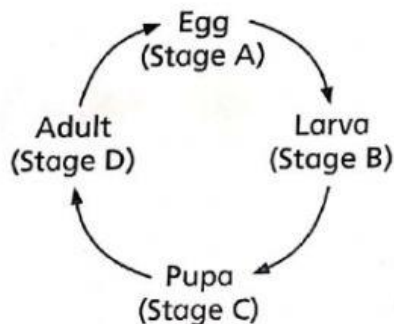 Egg
(Stage A)
Larva
(Stage B)
Pupa
(Stage C)
Adult
(Stage D)